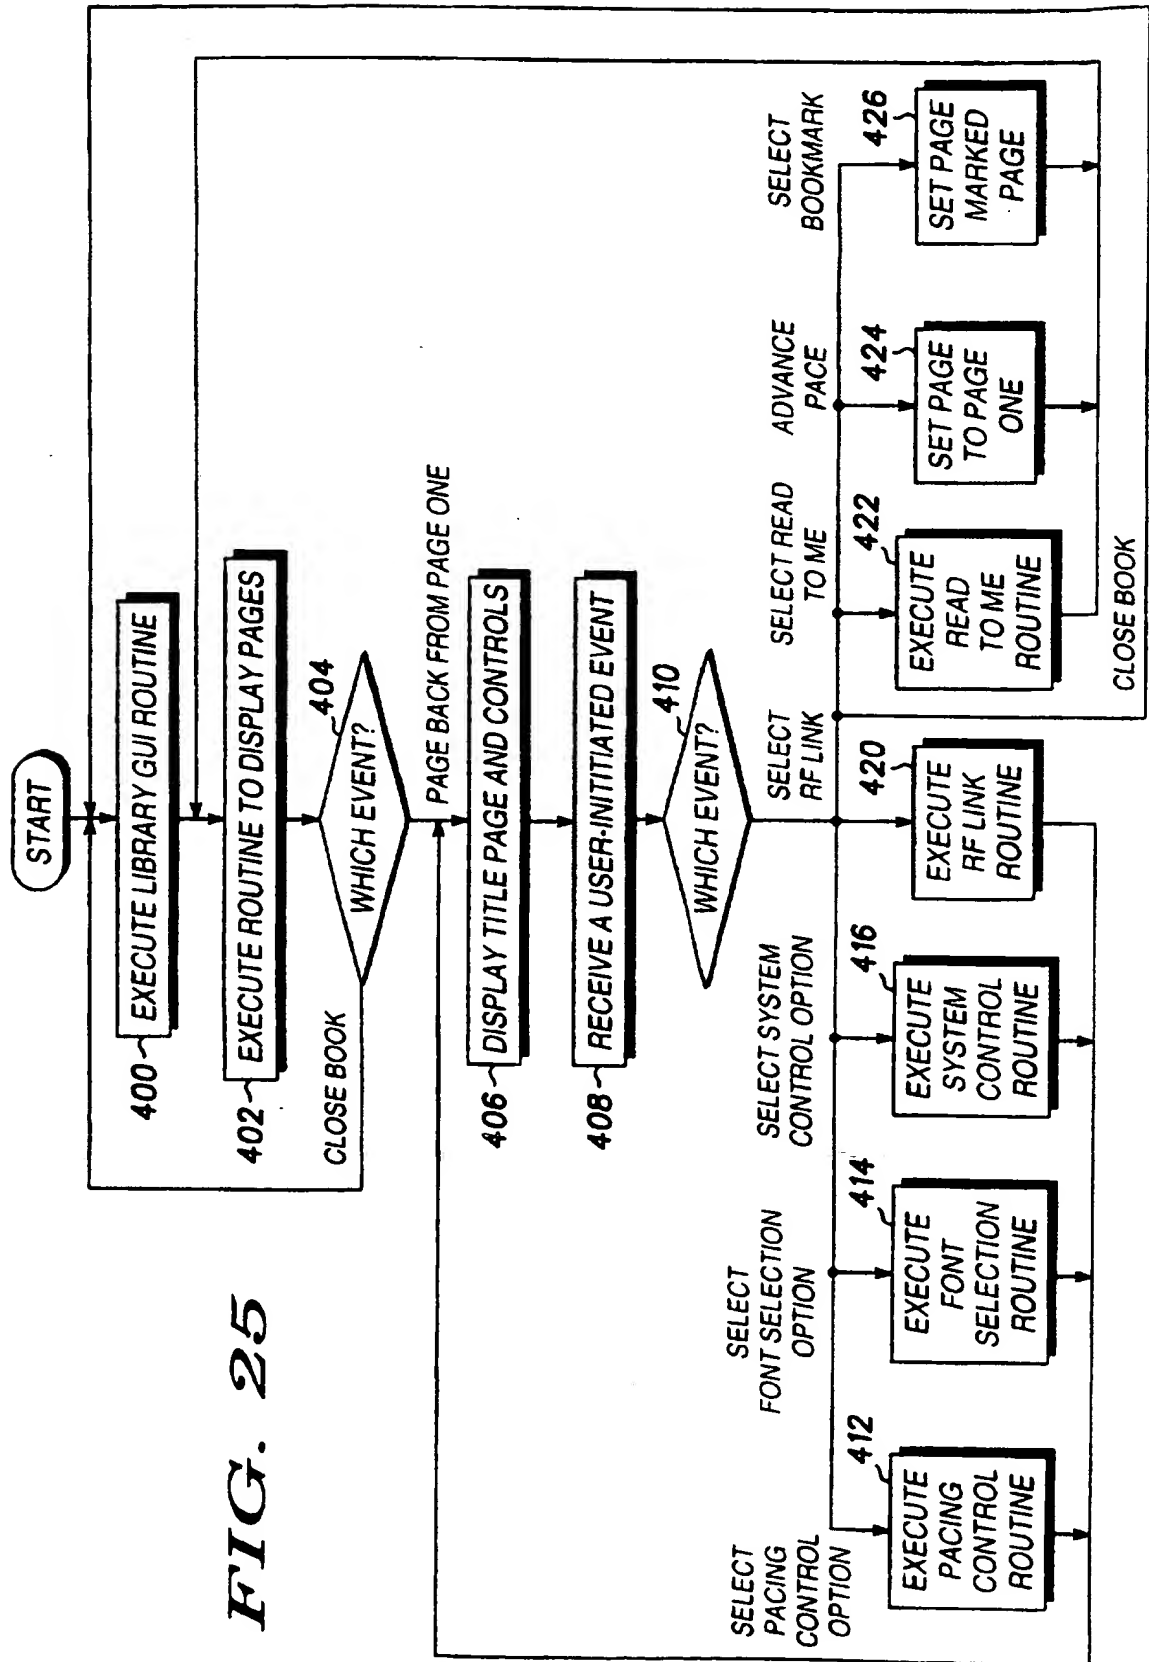 START
EXECUTE LIBRARY GUI ROUTINE
400
EXECUTE ROUTINE TO DISPLAY PAGES
402
WHICH EVENT?
404
CLOSE BOOK
PAGE BACK FROM PAGE ONE
DISPLAY TITLE PAGE AND CONTROLS
406
RECEIVE A USER-INITIATED EVENT
408
WHICH EVENT?
410
SELECT
PACING
CONTROL
OPTION
412
EXECUTE
PACING
CONTROL
ROUTINE
SELECT
FONT SELECTION
OPTION
414
EXECUTE
FONT
SELECTION
ROUTINE
SELECT SYSTEM
CONTROL OPTION
416
EXECUTE
SYSTEM
CONTROL
ROUTINE
SELECT
RF LINK
420
EXECUTE
RF LINK
ROUTINE
SELECT READ
TO ME
422
EXECUTE
READ
TO ME
ROUTINE
ADVANCE
PACE
424
SET PAGE
TO PAGE
ONE
SELECT
BOOKMARK
426
SET PAGE
MARKED
PAGE
CLOSE BOOK
FIG. 25